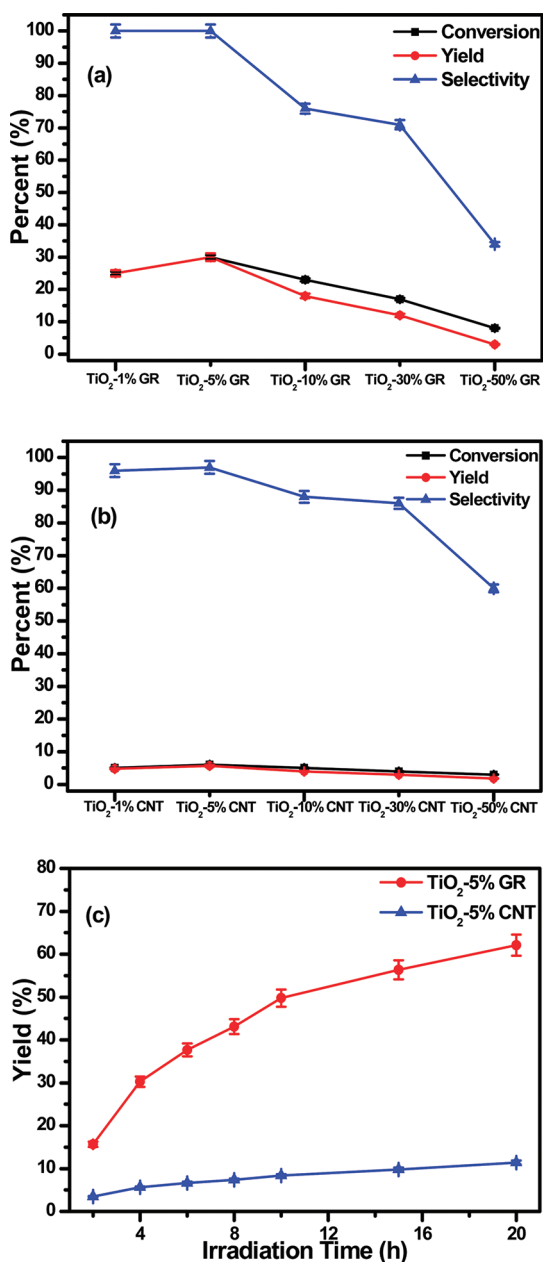 100
90
80
70
60
50
40
30
20
10
0
Percent (%)
(a)
Conversion
Yield
Selectivity
TiO₂-1% GR TiO₂-5% GR TiO₂-10% GR TiO₂-30% GR TiO₂-50% GR
100
90
80
70
60
50
40
30
20
10
0
Percent (%)
(b)
Conversion
Yield
Selectivity
TiO₂-1% CNT TiO₂-5% CNT TiO₂-10% CNT TiO₂-30% CNT TiO₂-50% CNT
80
70
60
50
40
30
20
10
0
Yield (%)
(c)
TiO₂-5% GR
TiO₂-5% CNT
4 8 12 16 20
Irradiation Time (h)